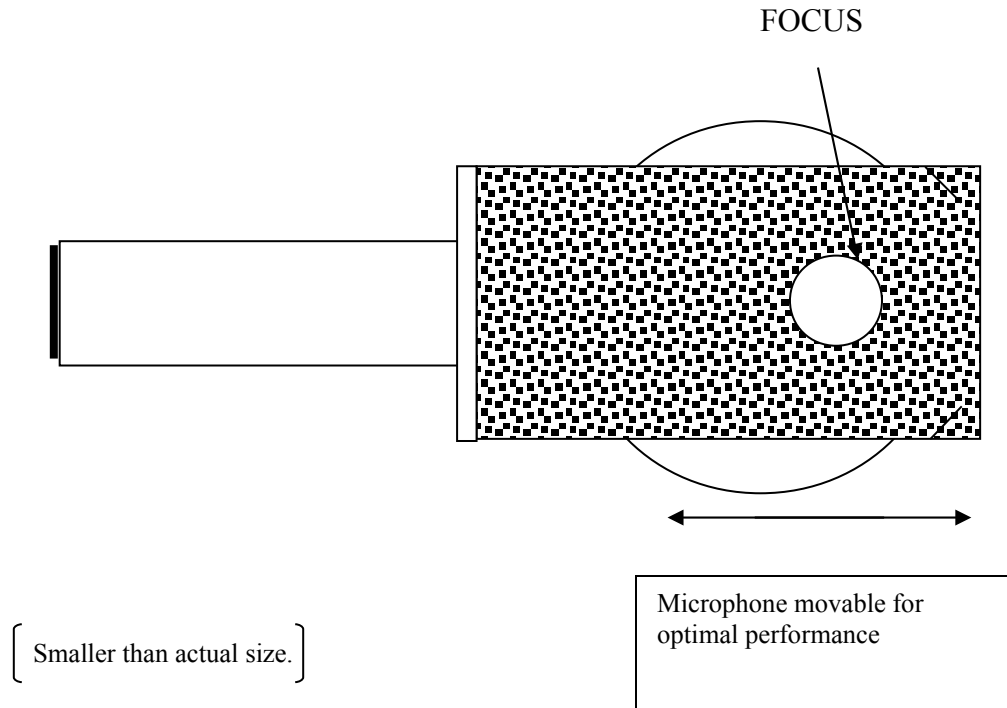 FOCUS
Smaller than actual size.
Microphone movable for
optimal performance